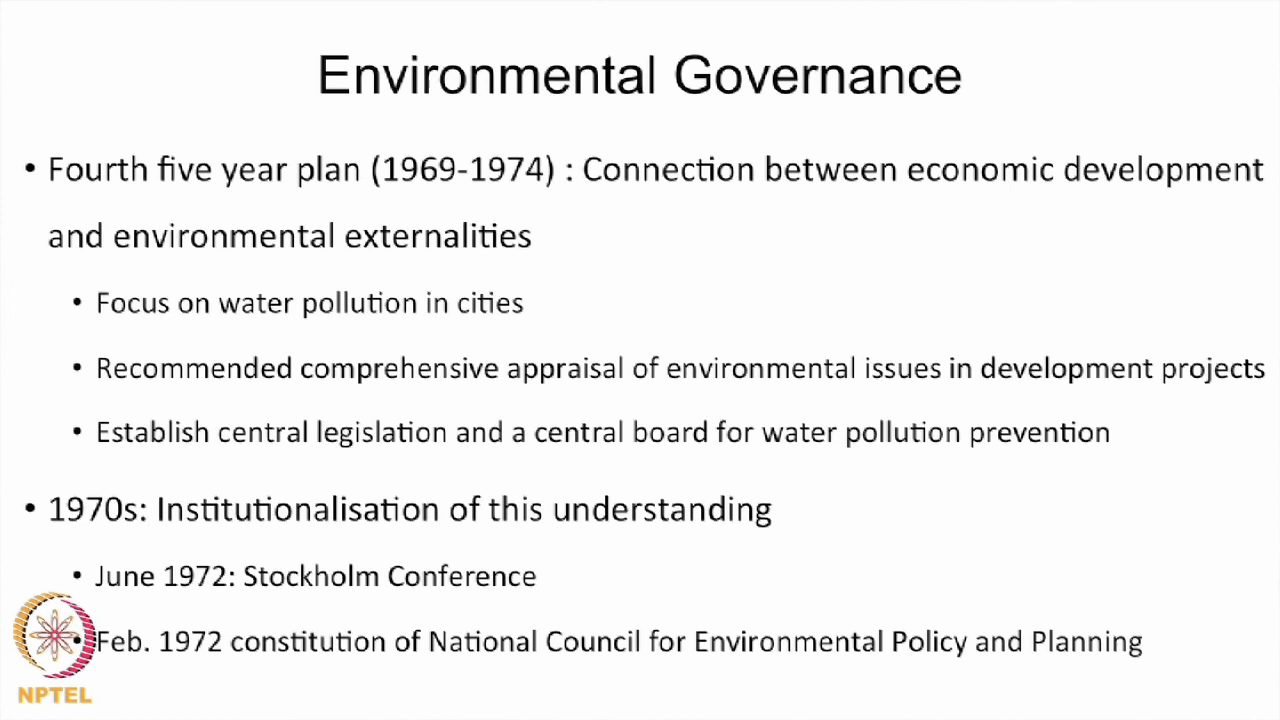 Environmental Governance
• Fourth five year plan (1969-1974) : Connection between economic development
and environmental externalities
• Focus on water pollution in cities
• Recommended comprehensive appraisal of environmental issues in development projects
• Establish central legislation and a central board for water pollution prevention
• 1970s: Institutionalisation of this understanding
• June 1972: Stockholm Conference
• Feb. 1972 constitution of National Council for Environmental Policy and Planning
NPTEL